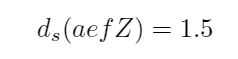 d_s(aefZ) = 1.5